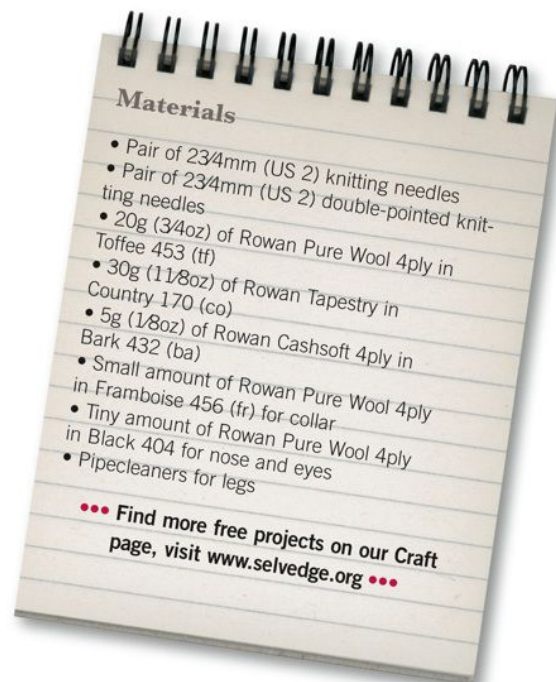 Materials
• Pair of 23⁄4mm (US 2) knitting needles
• Pair of 23⁄4mm (US 2) double-pointed knit-
ting needles
• 20g (3⁄4oz) of Rowan Pure Wool 4ply in
Toffee 453 (tf)
• 30g (11⁄8oz) of Rowan Tapestry in
Country 170 (co)
• 5g (1⁄8oz) of Rowan Cashsoft 4ply in
Bark 432 (ba)
• Small amount of Rowan Pure Wool 4ply
in Framboise 456 (fr) for collar
• Tiny amount of Rowan Pure Wool 4ply
in Black 404 for nose and eyes
• Pipecleaners for legs
••• Find more free projects on our Craft
page, visit www.selvedge.org •••